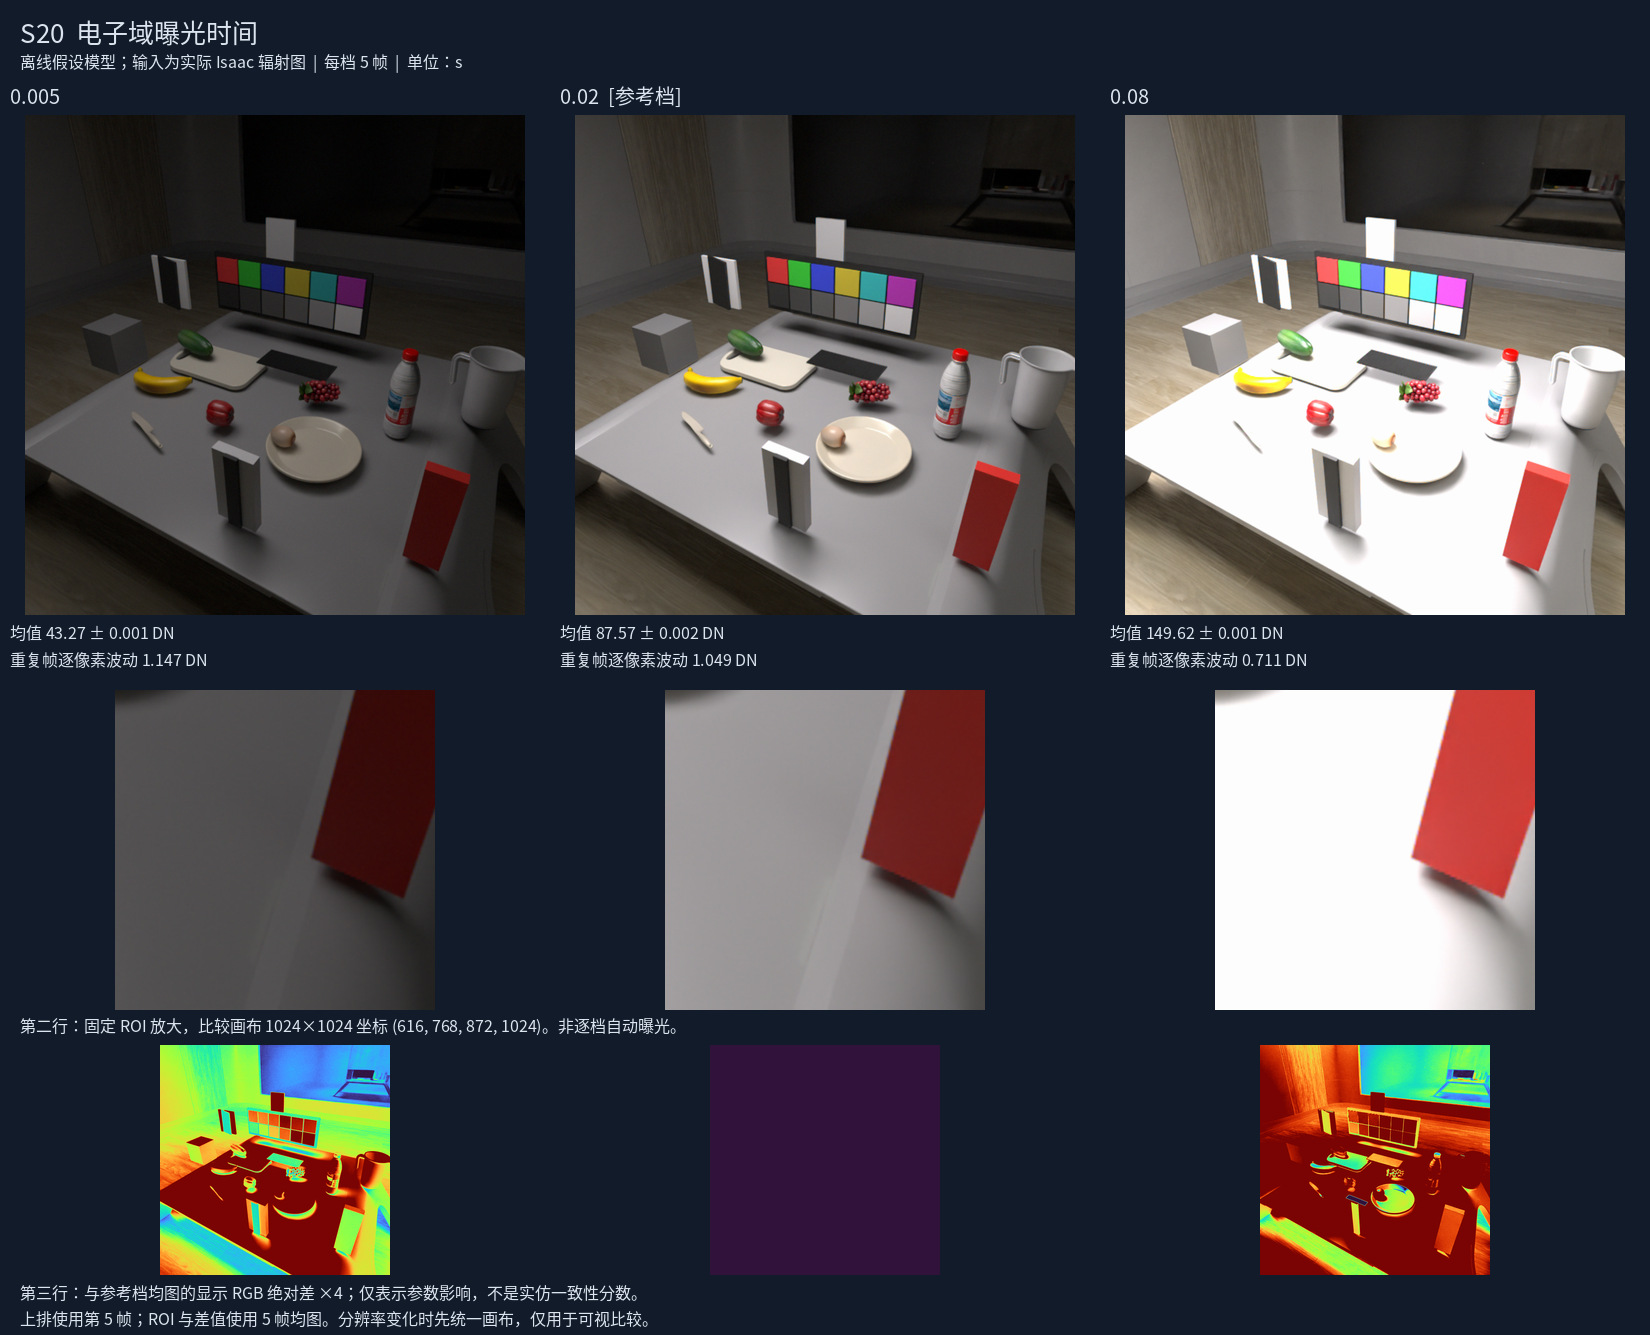 S20 电子域曝光时间
离线假设模型；输入为实际 Isaac 辐射图 | 每档 5 帧 | 单位：s
0.005
0.02 [参考档]
0.08
均值 43.27 ± 0.001 DN
重复帧逐像素波动 1.147 DN
均值 87.57 ± 0.002 DN
重复帧逐像素波动 1.049 DN
均值 149.62 ± 0.001 DN
重复帧逐像素波动 0.711 DN
第二行：固定 ROI 放大，比较画布 1024×1024 坐标 (616, 768, 872, 1024)。非逐档自动曝光。
第三行：与参考档均图的显示 RGB 绝对差 ×4；仅表示参数影响，不是实仿一致性分数。
上排使用第 5 帧；ROI 与差值使用 5 帧均图。分辨率变化时先统一画布，仅用于可视比较。